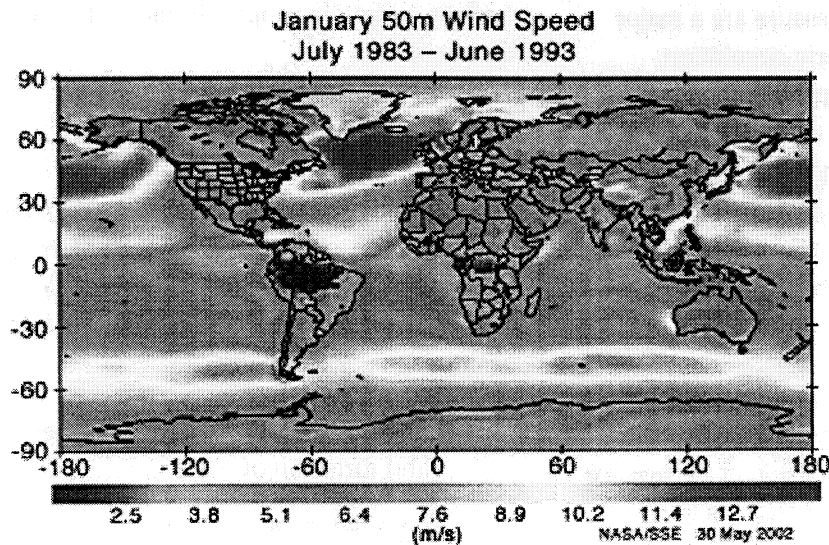 January 50m Wind Speed
July 1983 – June 1993
90
60
30
0
-30
-60
-90
-180 -120 -60 0 60 120 180
2.5 3.8 5.1 6.4 7.6 8.9 10.2 11.4 12.7
(m/s) NASA/SSE 30 May 2002